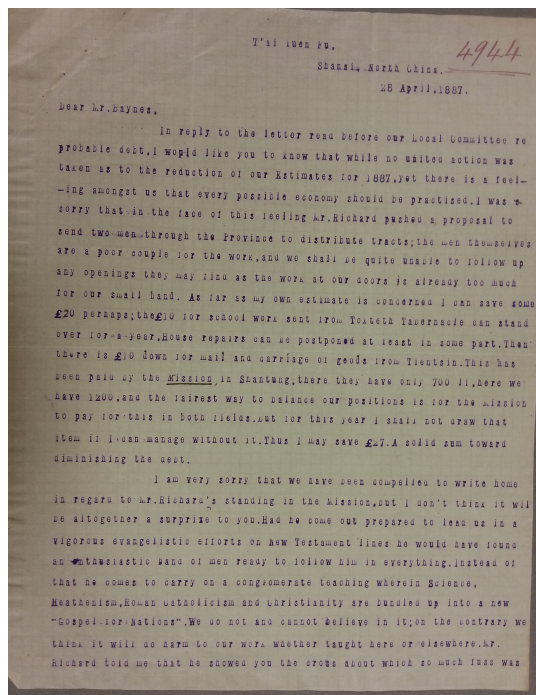 T'ai Yuen Fu,
4944
Shansi, North China.
25 April, 1887.
Dear Mr.Baynes,
In reply to the letter read before our Local Committee re
probable debt,I would like you to know that while no united action was
taken as to the reduction of our Estimates for 1887,yet there is a feel-
-ing amongst us that every possible economy should be practised.I was
sorry that in the face of this feeling Mr.Richard pushed a proposal to
send two men through the Province to distribute tracts;the men themselves
are a poor couple for the work,and we shall be quite unable to follow up
any openings they may find as the work at our doors is already too much
for our small band. As far as my own estimate is concerned I can save some
£20 perhaps;the£10 for school work sent from Toxteth Tabernacle can stand
over for a year,House repairs can be postponed at least in some part.Then
there is £10 down for mail and carriage of goods from Tientsin.This has
been paid by the Mission in Shantung,there they have only 700 li,here we
have 1200,and the fairest way to balance our positions is for the Mission
to pay for this in both fields.But for this year I shall not draw that
item if I can manage without it.Thus I may save £27.A solid sum toward
diminishing the debt.
I am very sorry that we have been compelled to write home
in regard to Mr.Richard's standing in the Mission,but I don't think it wil
be altogether a surprize to you.Had he come out prepared to lead us in a
vigorous evangelistic efforts on New Testament lines he would have found
an enthusiastic band of men ready to follow him in everything.Instead of
that he comes to carry on a conglomerate teaching wherein Science,
Heathenism,Roman Catholicism and Christianity are bundled up into a new
"Gospel for Nations".We do not and cannot believe in it;on the contrary we
think it will do harm to our work whether taught here or elsewhere.Mr.
Richard told me that he showed you the cross about which so much fuss was